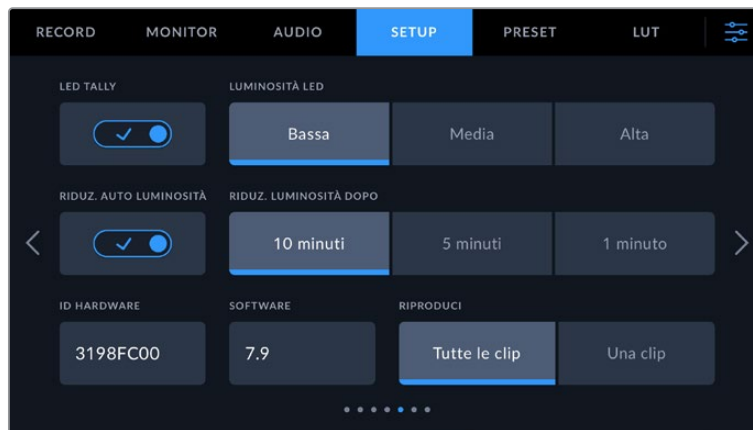 RECORD MONITOR AUDIO SETUP PRESET LUT
LED TALLY LUMINOSITÀ LED
Bassa Media Alta
RIDUZ. AUTO LUMINOSITÀ RIDUZ. LUMINOSITÀ DOPO
10 minuti 5 minuti 1 minuto
ID HARDWARE SOFTWARE RIPRODUCI
3198FC00 7.9 Tutte le clip Una clip